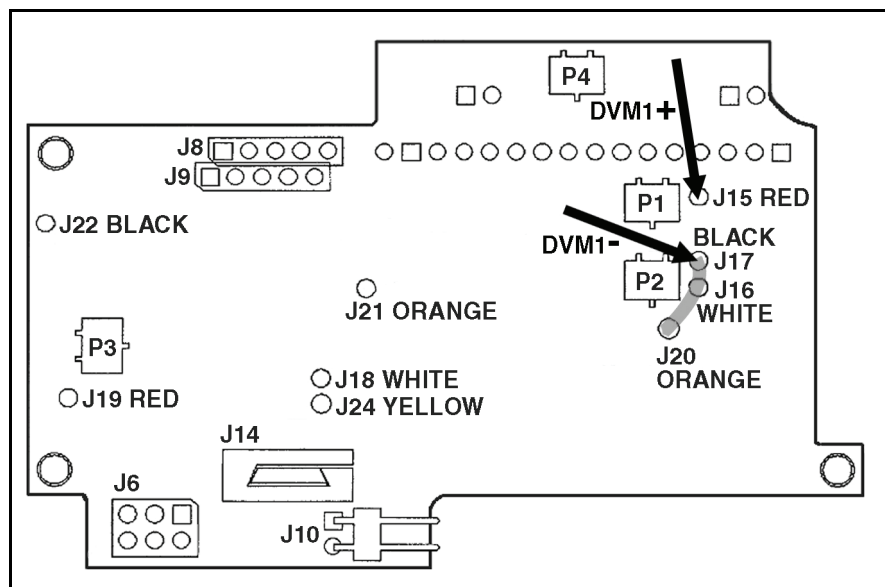 P4
DVM1+
J8
J9
P1
J15 RED
J22 BLACK
DVM1-
BLACK
J17
P2
J16
WHITE
J21 ORANGE
P3
J20
ORANGE
J18 WHITE
J19 RED
J24 YELLOW
J14
J6
J10